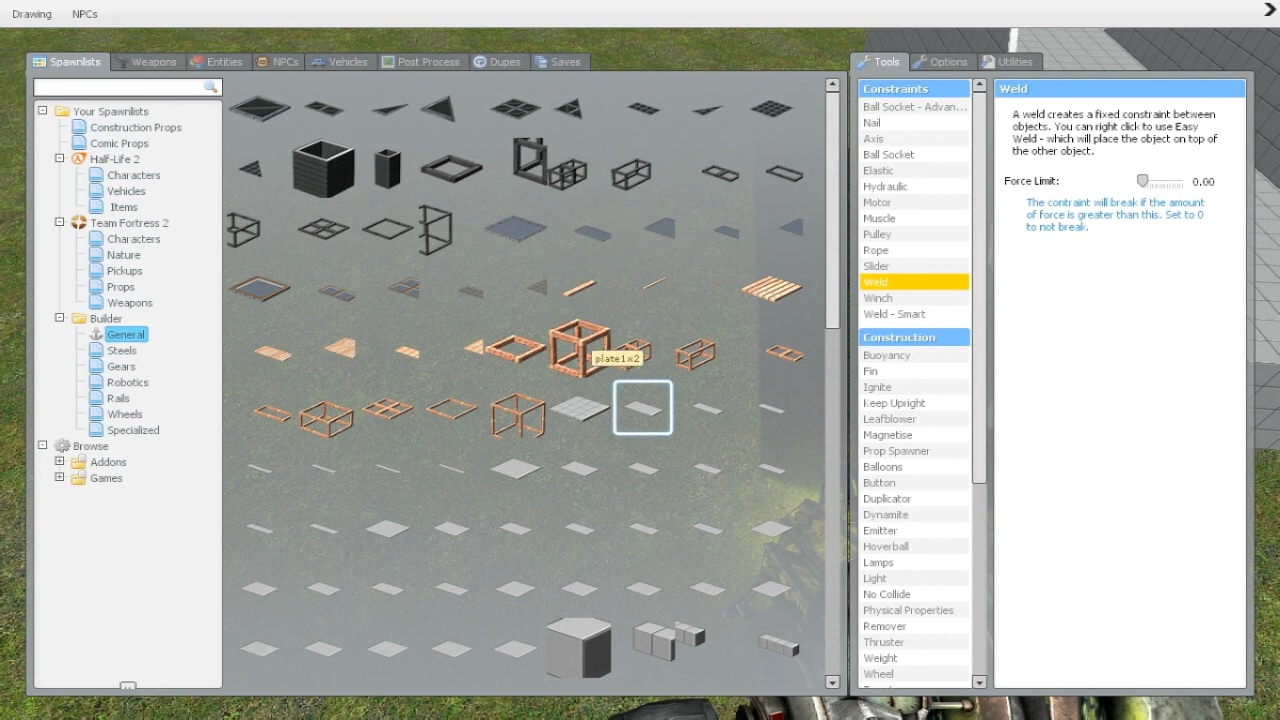 Drawing NPCs
Spawnlists Weapons Entities NPCs Vehicles Post Process Dupes Saves
Your Spawnlists
Construction Props
Comic Props
Half-Life 2
Characters
Vehicles
Items
Team Fortress 2
Characters
Nature
Pickups
Props
Weapons
Builder
General
Steels
Gears
Robotics
Rails
Wheels
Specialized
Browse
Addons
Games
plate1x2
Tools Options Utilities
Constraints
Ball Socket - Advan...
Nail
Axis
Ball Socket
Elastic
Hydraulic
Motor
Muscle
Pulley
Rope
Slider
Weld
Winch
Weld - Smart
Construction
Buoyancy
Fin
Ignite
Keep Upright
Leafblower
Magnetise
Prop Spawner
Balloons
Button
Duplicator
Dynamite
Emitter
Hoverball
Lamps
Light
No Collide
Physical Properties
Remover
Thruster
Weight
Wheel
Weld
A weld creates a fixed constraint between
objects. You can right click to use Easy
Weld - which will place the object on top of
the other object.
Force Limit: 0.00
The contraint will break if the amount
of force is greater than this. Set to 0
to not break.